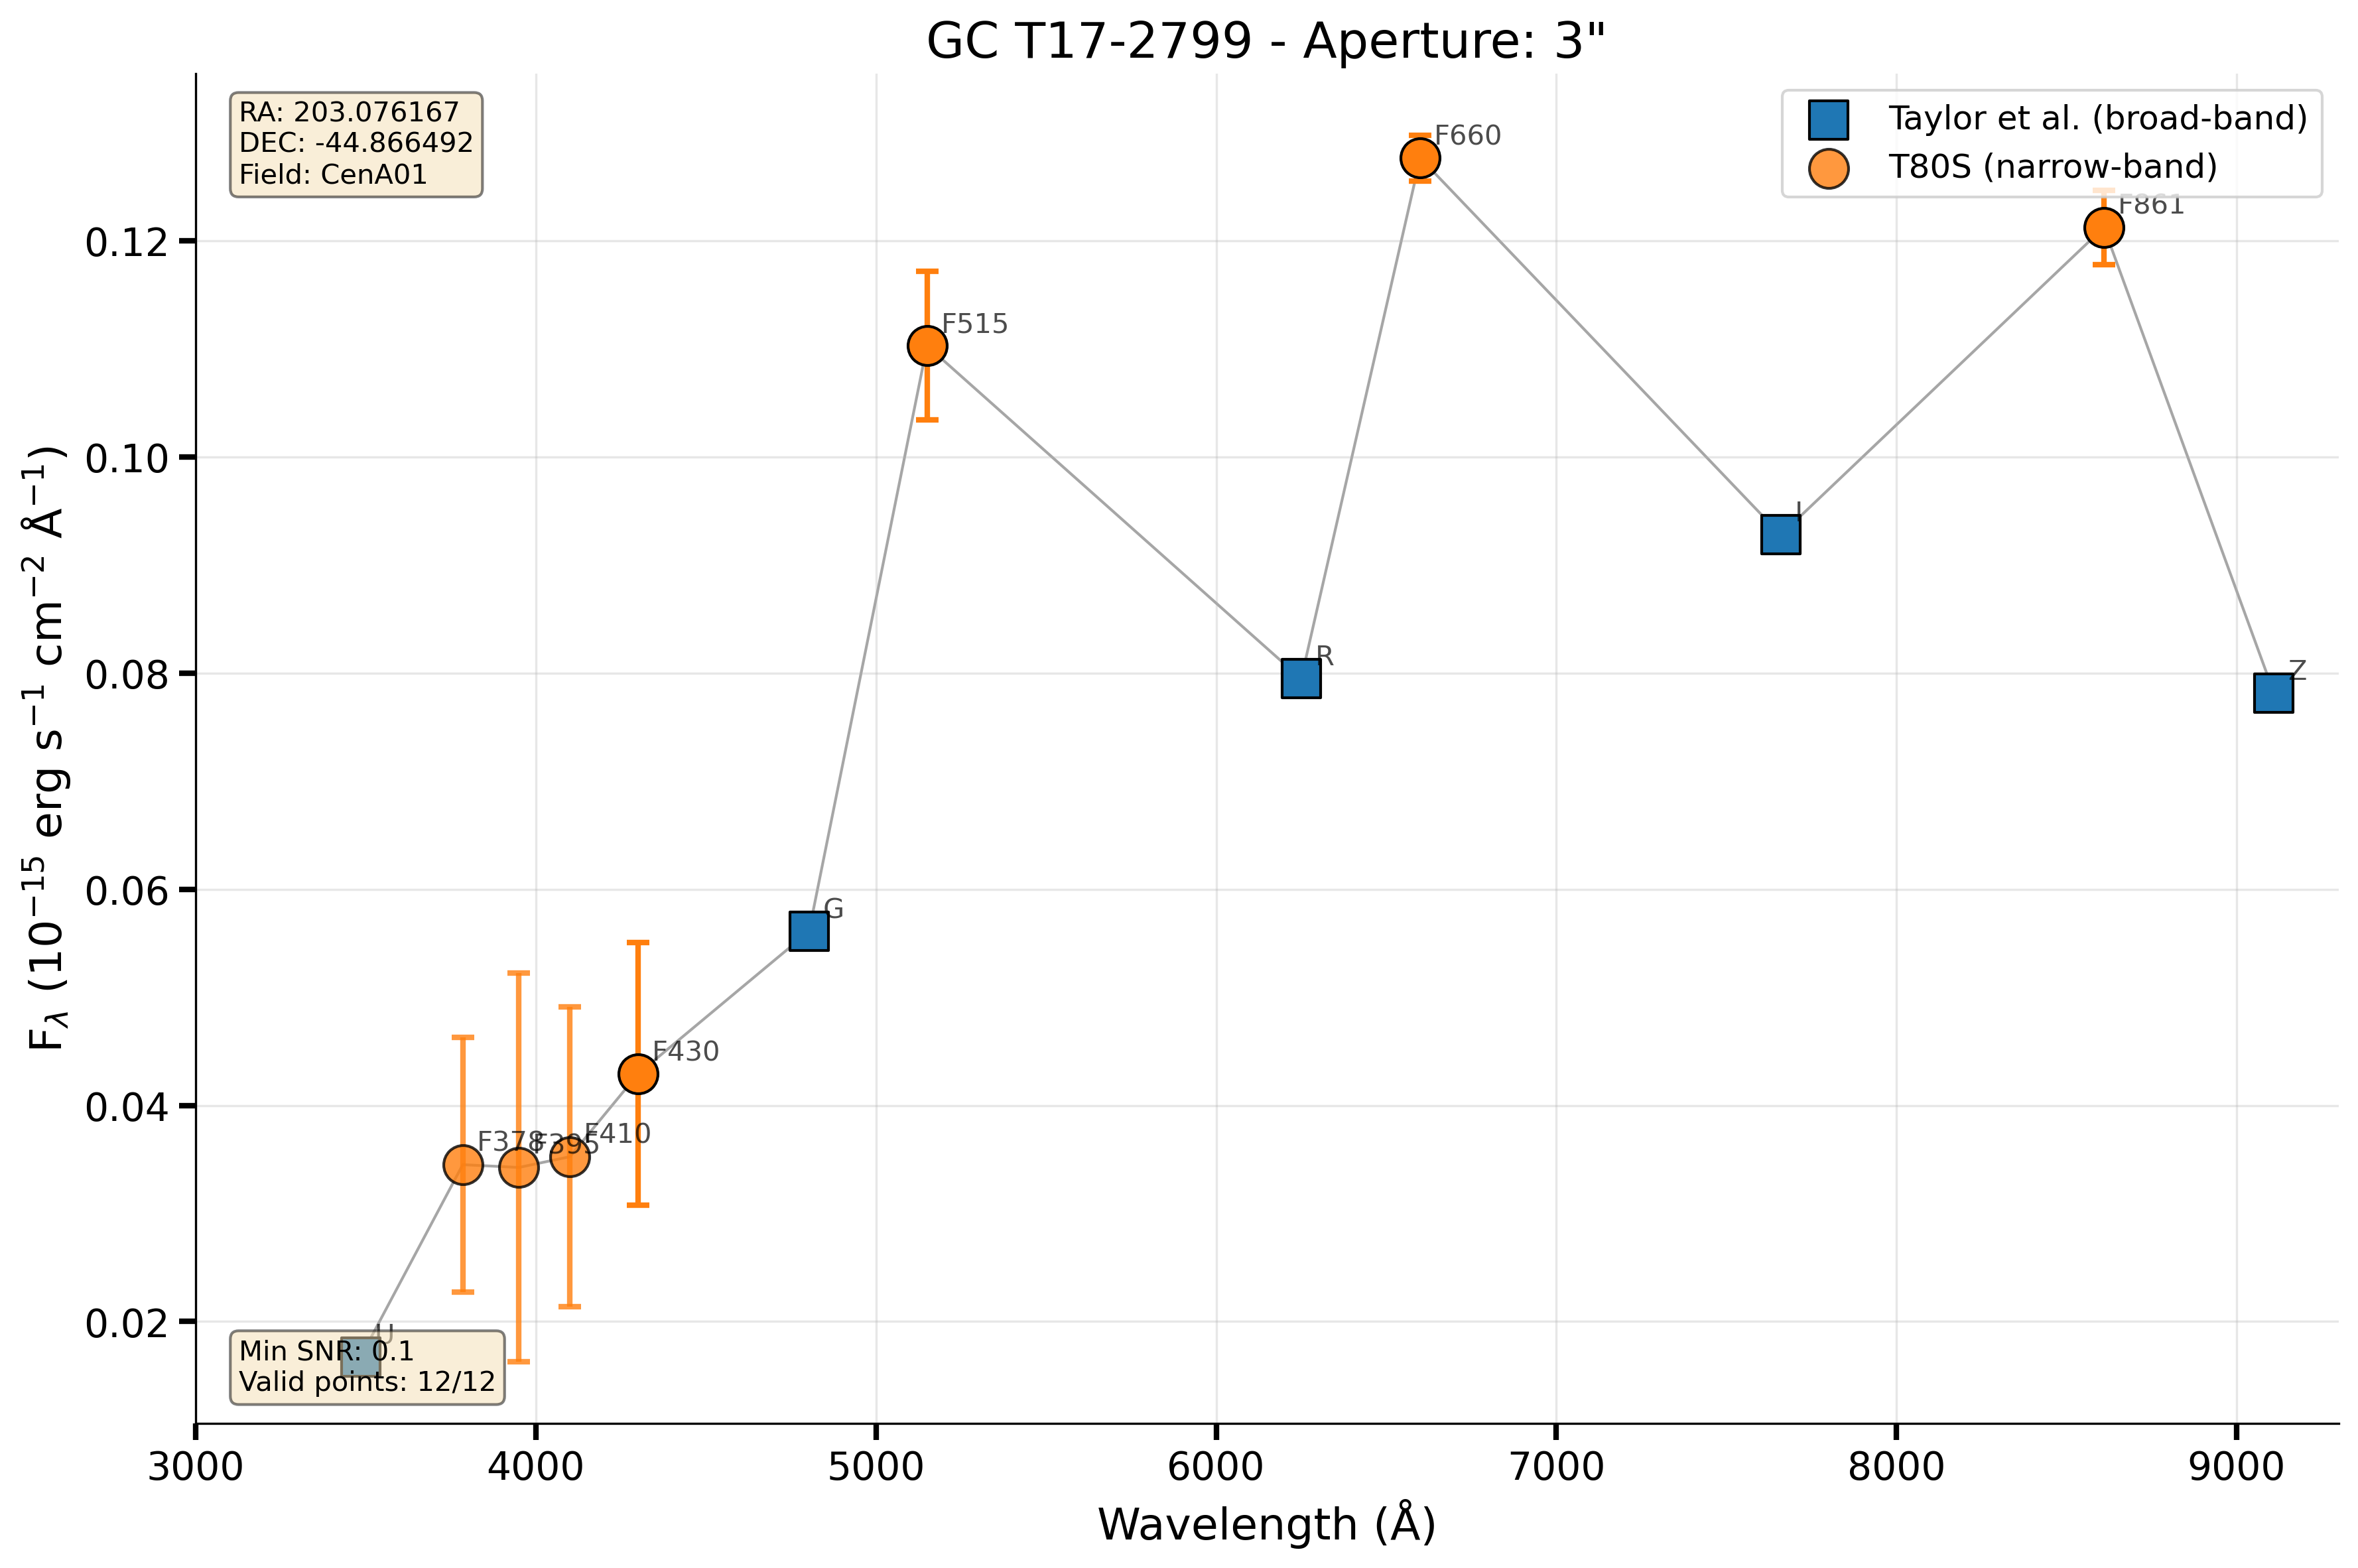 GC T17-2799 - Aperture: 3"
RA: 203.076167
DEC: -44.866492
Field: CenA01
Taylor et al. (broad-band)
T80S (narrow-band)
F660
F861
F515
I
R
Z
G
F430
F378
F395
F410
U
Min SNR: 0.1
Valid points: 12/12
0.12
0.10
0.08
0.06
0.04
0.02
F_λ (10⁻¹⁵ erg s⁻¹ cm⁻² Å⁻¹)
3000 4000 5000 6000 7000 8000 9000
Wavelength (Å)